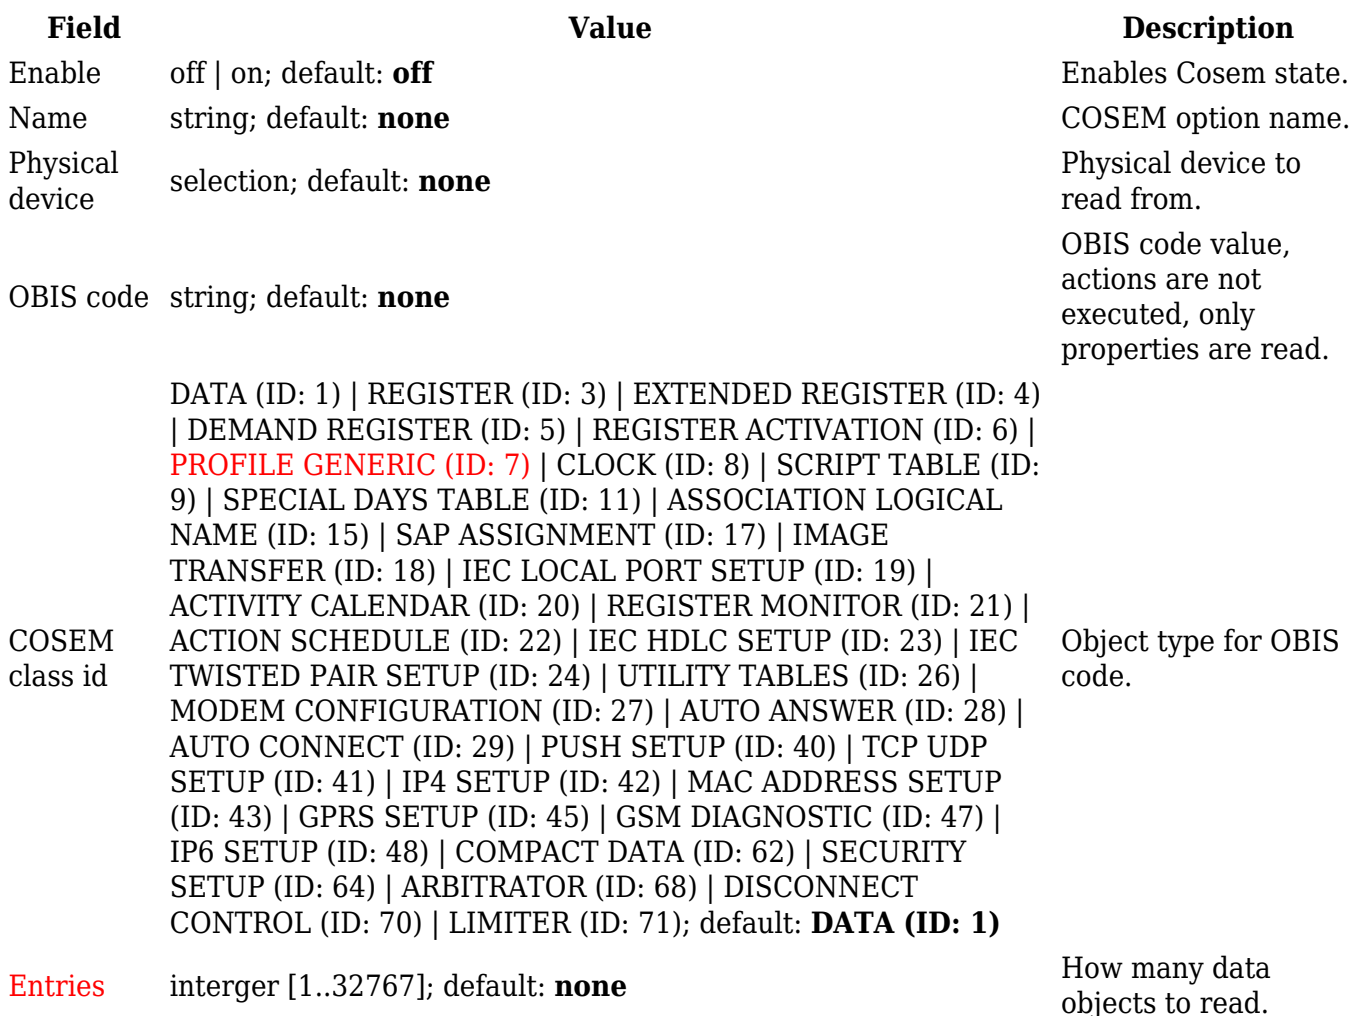 Field Value Description
Enable off | on; default: off Enables Cosem state.
Name string; default: none COSEM option name.
Physical device selection; default: none Physical device to
read from.
OBIS code string; default: none OBIS code value,
actions are not
executed, only
properties are read.
COSEM
class id
DATA (ID: 1) | REGISTER (ID: 3) | EXTENDED REGISTER (ID: 4)
| DEMAND REGISTER (ID: 5) | REGISTER ACTIVATION (ID: 6) |
PROFILE GENERIC (ID: 7) | CLOCK (ID: 8) | SCRIPT TABLE (ID:
9) | SPECIAL DAYS TABLE (ID: 11) | ASSOCIATION LOGICAL
NAME (ID: 15) | SAP ASSIGNMENT (ID: 17) | IMAGE
TRANSFER (ID: 18) | IEC LOCAL PORT SETUP (ID: 19) |
ACTIVITY CALENDAR (ID: 20) | REGISTER MONITOR (ID: 21) |
ACTION SCHEDULE (ID: 22) | IEC HDLC SETUP (ID: 23) | IEC
TWISTED PAIR SETUP (ID: 24) | UTILITY TABLES (ID: 26) |
MODEM CONFIGURATION (ID: 27) | AUTO ANSWER (ID: 28) |
AUTO CONNECT (ID: 29) | PUSH SETUP (ID: 40) | TCP UDP
SETUP (ID: 41) | IP4 SETUP (ID: 42) | MAC ADDRESS SETUP
(ID: 43) | GPRS SETUP (ID: 45) | GSM DIAGNOSTIC (ID: 47) |
IP6 SETUP (ID: 48) | COMPACT DATA (ID: 62) | SECURITY
SETUP (ID: 64) | ARBITRATOR (ID: 68) | DISCONNECT
CONTROL (ID: 70) | LIMITER (ID: 71); default: DATA (ID: 1)
Object type for OBIS
code.
Entries interger [1..32767]; default: none How many data
objects to read.